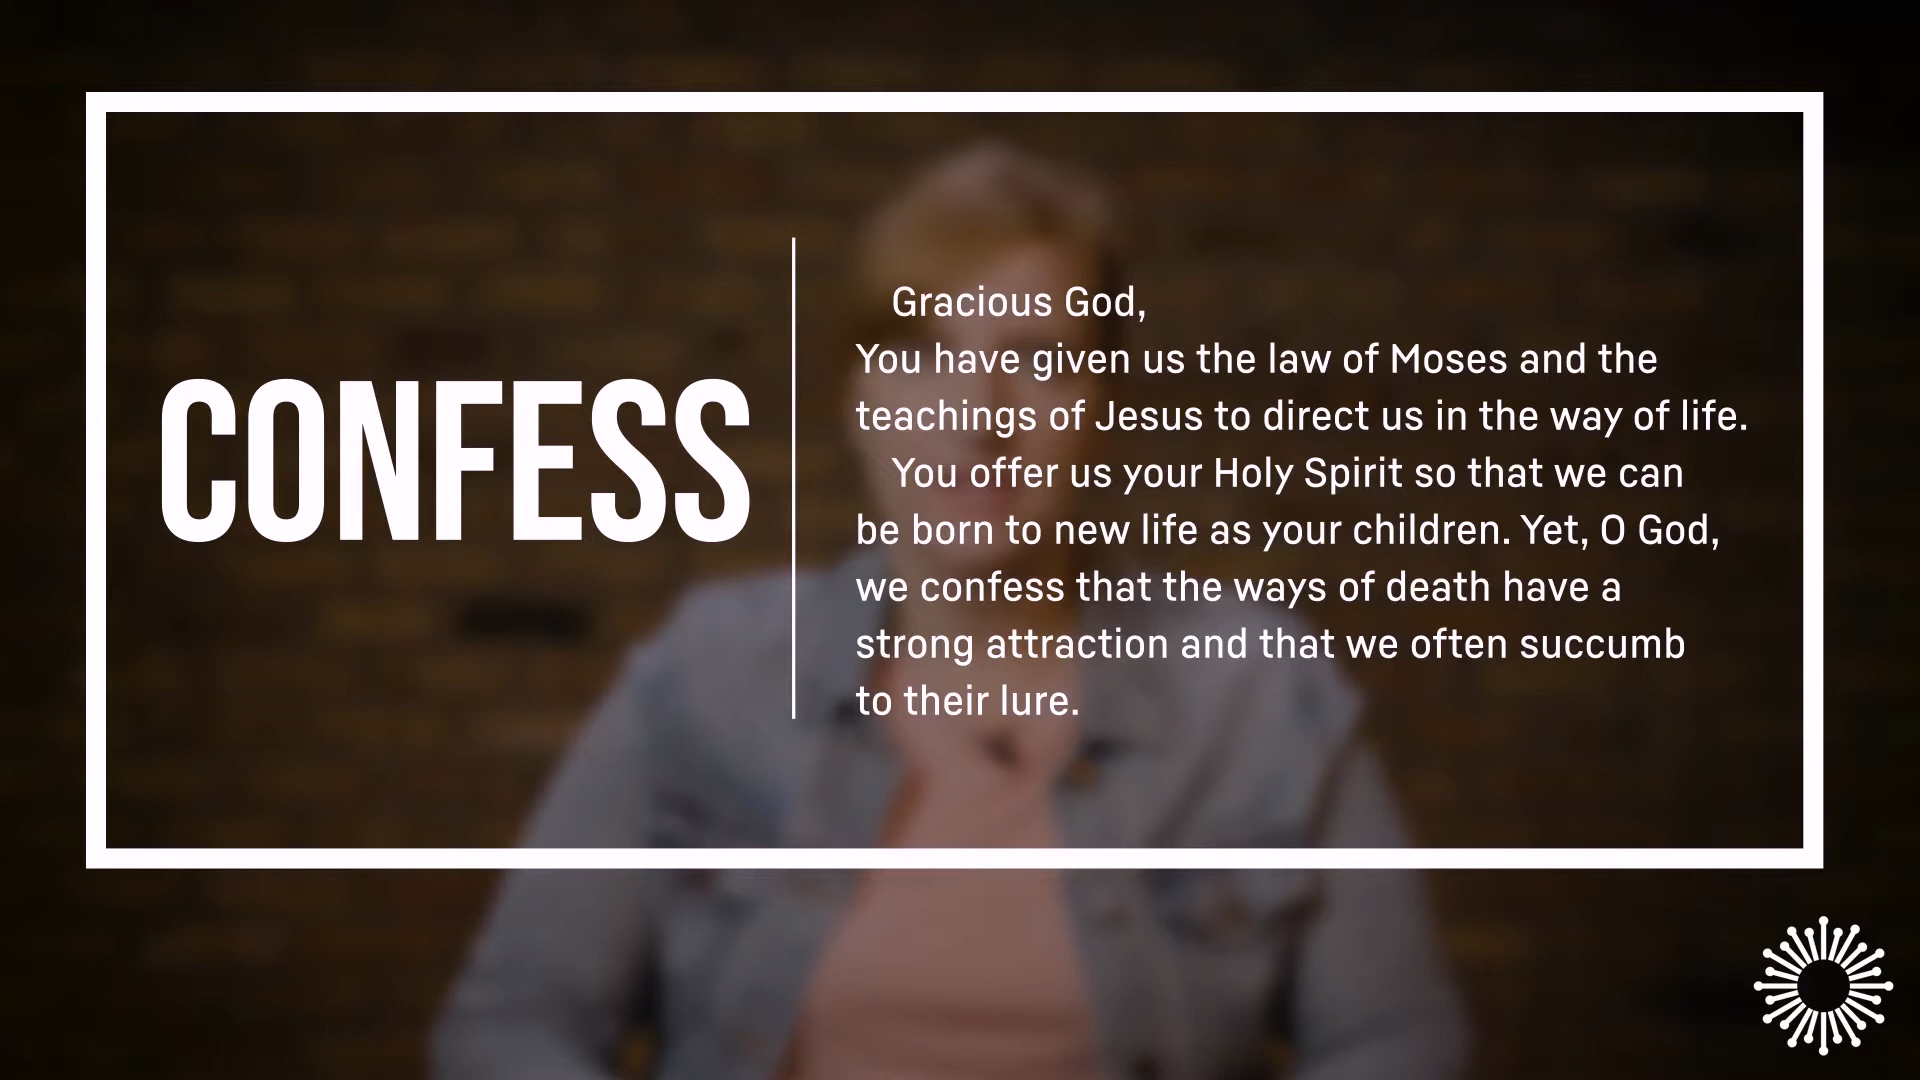 CONFESS
Gracious God,
You have given us the law of Moses and the
teachings of Jesus to direct us in the way of life.
You offer us your Holy Spirit so that we can
be born to new life as your children. Yet, O God,
we confess that the ways of death have a
strong attraction and that we often succumb
to their lure.